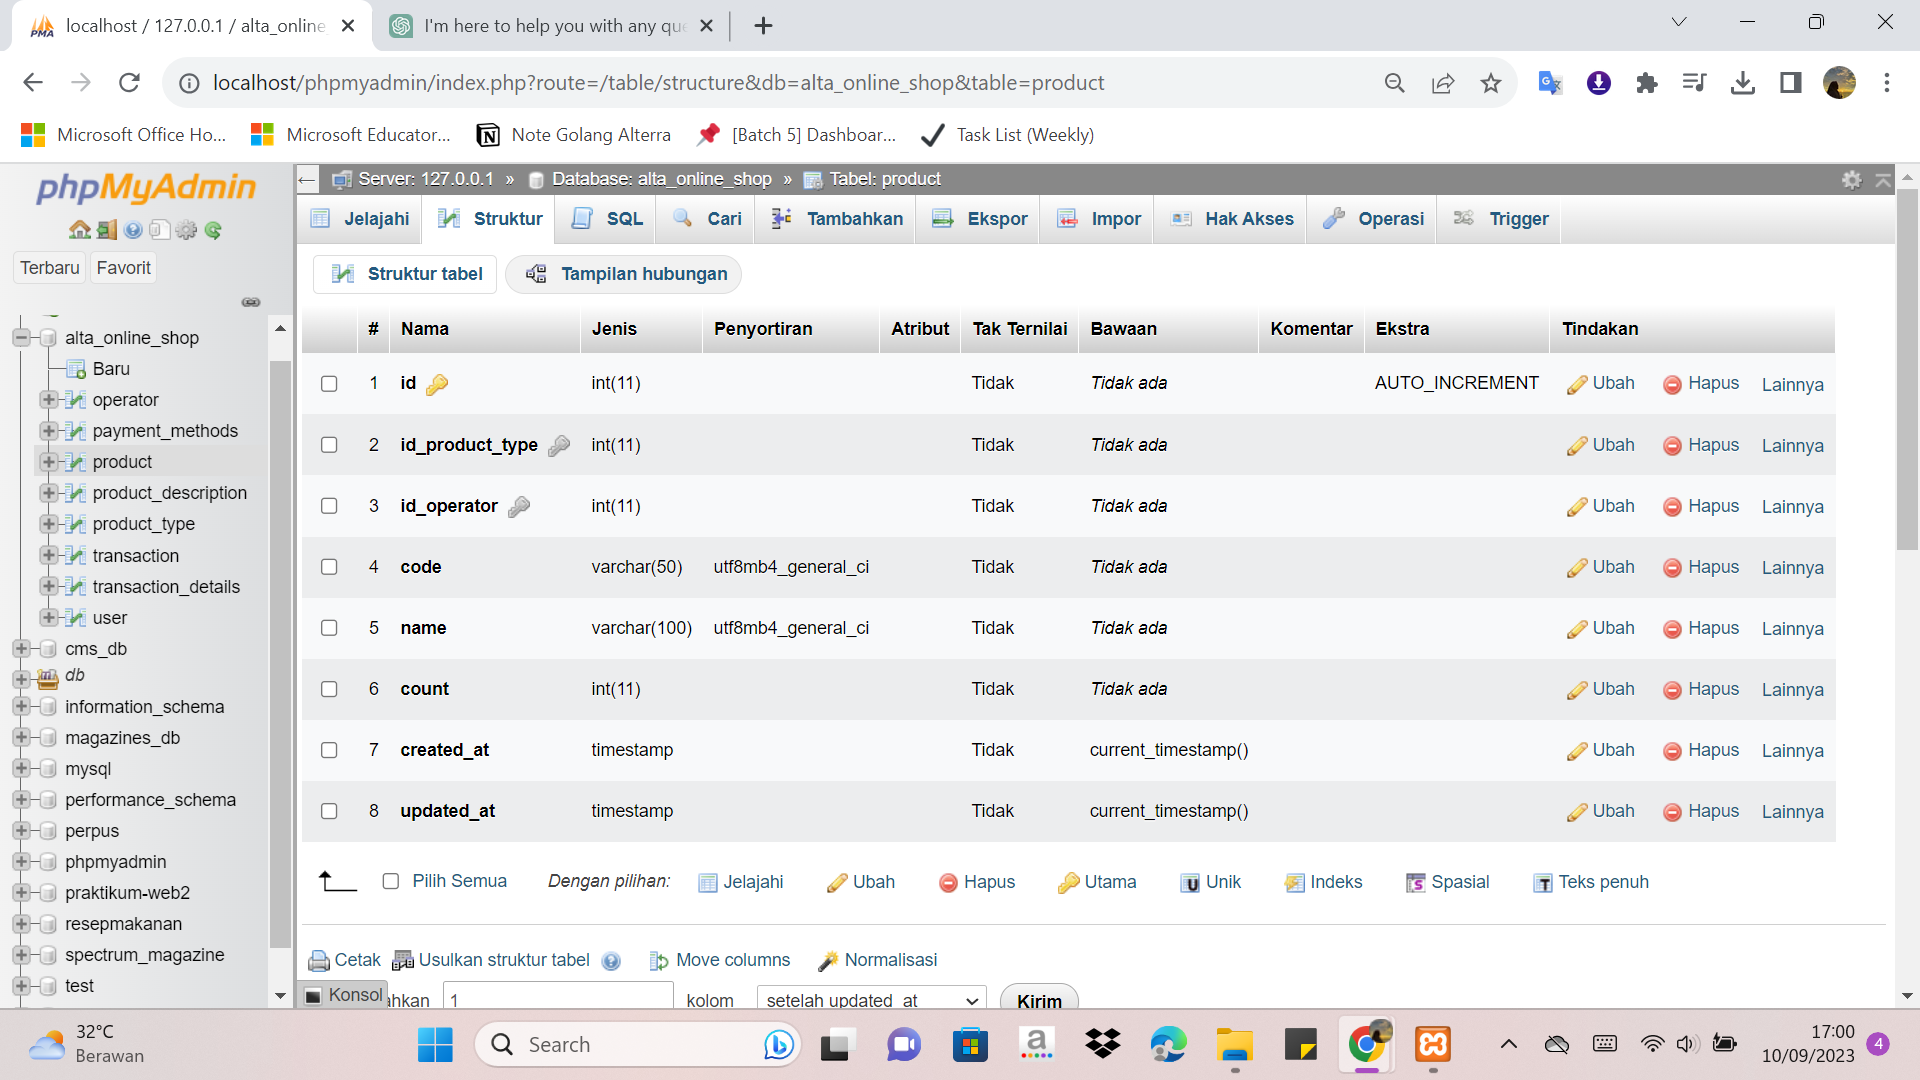 localhost / 127.0.0.1 / alta_online
I'm here to help you with any que
localhost/phpmyadmin/index.php?route=/table/structure&db=alta_online_shop&table=product
Microsoft Office Ho...
Microsoft Educator...
Note Golang Alterra
[Batch 5] Dashboar...
Task List (Weekly)
phpMyAdmin
Terbaru
Favorit
alta_online_shop
Baru
operator
payment_methods
product
product_description
product_type
transaction
transaction_details
user
cms_db
db
information_schema
magazines_db
mysql
performance_schema
perpus
phpmyadmin
praktikum-web2
resepmakanan
spectrum_magazine
test
Server: 127.0.0.1 » Database: alta_online_shop » Tabel: product
Jelajahi Struktur SQL Cari Tambahkan Ekspor Impor Hak Akses Operasi Trigger
Struktur tabel Tampilan hubungan
# Nama Jenis Penyortiran Atribut Tak Ternilai Bawaan Komentar Ekstra Tindakan
1 id int(11) Tidak Tidak ada AUTO_INCREMENT Ubah Hapus Lainnya
2 id_product_type int(11) Tidak Tidak ada Ubah Hapus Lainnya
3 id_operator int(11) Tidak Tidak ada Ubah Hapus Lainnya
4 code varchar(50) utf8mb4_general_ci Tidak Tidak ada Ubah Hapus Lainnya
5 name varchar(100) utf8mb4_general_ci Tidak Tidak ada Ubah Hapus Lainnya
6 count int(11) Tidak Tidak ada Ubah Hapus Lainnya
7 created_at timestamp Tidak current_timestamp() Ubah Hapus Lainnya
8 updated_at timestamp Tidak current_timestamp() Ubah Hapus Lainnya
Pilih Semua Dengan pilihan: Jelajahi Ubah Hapus Utama Unik Indeks Spasial Teks penuh
Cetak Usulkan struktur tabel Move columns Normalisasi
Konsol
ahkan 1 kolom setelah updated_at Kirim
32°C
Berawan
Search
17:00
10/09/2023
4